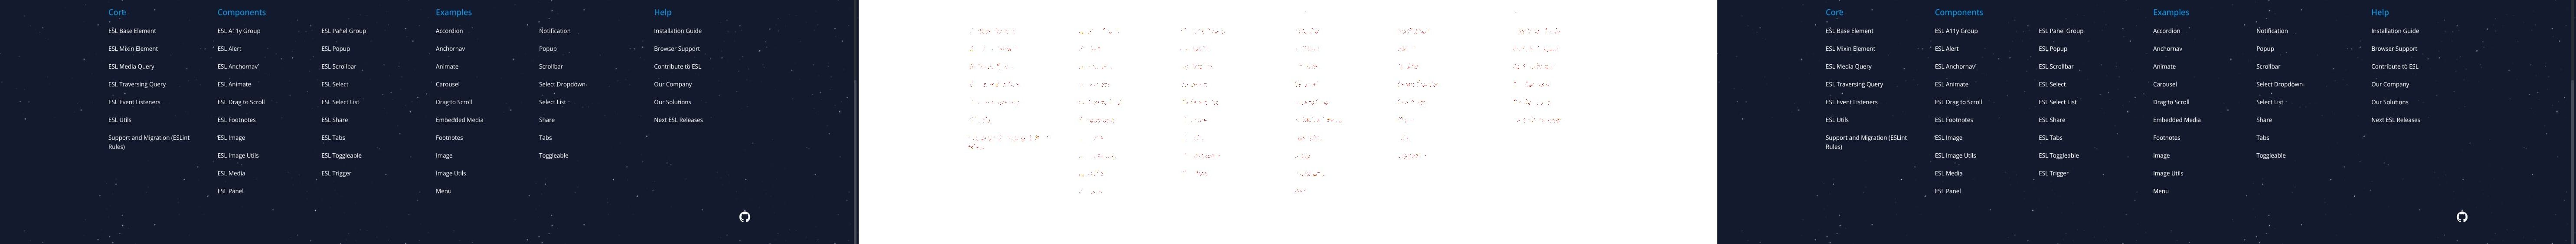 Core
ESL Base Element
ESL Mixin Element
ESL Media Query
ESL Traversing Query
ESL Event Listeners
ESL Utils
Support and Migration (ESLint
Rules)
Components
ESL A11y Group
ESL Alert
ESL Anchornav
ESL Animate
ESL Drag to Scroll
ESL Footnotes
ESL Image
ESL Image Utils
ESL Media
ESL Panel
ESL Panel Group
ESL Popup
ESL Scrollbar
ESL Select
ESL Select List
ESL Share
ESL Tabs
ESL Toggleable
ESL Trigger
Examples
Accordion
Anchornav
Animate
Carousel
Drag to Scroll
Embedded Media
Footnotes
Image
Image Utils
Menu
Notification
Popup
Scrollbar
Select Dropdown
Select List
Share
Tabs
Toggleable
Help
Installation Guide
Browser Support
Contribute to ESL
Our Company
Our Solutions
Next ESL Releases
Core
ESL Base Element
ESL Mixin Element
ESL Media Query
ESL Traversing Query
ESL Event Listeners
ESL Utils
Support and Migration (ESLint
Rules)
Components
ESL A11y Group
ESL Alert
ESL Anchornav
ESL Animate
ESL Drag to Scroll
ESL Footnotes
ESL Image
ESL Image Utils
ESL Media
ESL Panel
ESL Panel Group
ESL Popup
ESL Scrollbar
ESL Select
ESL Select List
ESL Share
ESL Tabs
ESL Toggleable
ESL Trigger
Examples
Accordion
Anchornav
Animate
Carousel
Drag to Scroll
Embedded Media
Footnotes
Image
Image Utils
Menu
Notification
Popup
Scrollbar
Select Dropdown
Select List
Share
Tabs
Toggleable
Help
Installation Guide
Browser Support
Contribute to ESL
Our Company
Our Solutions
Next ESL Releases